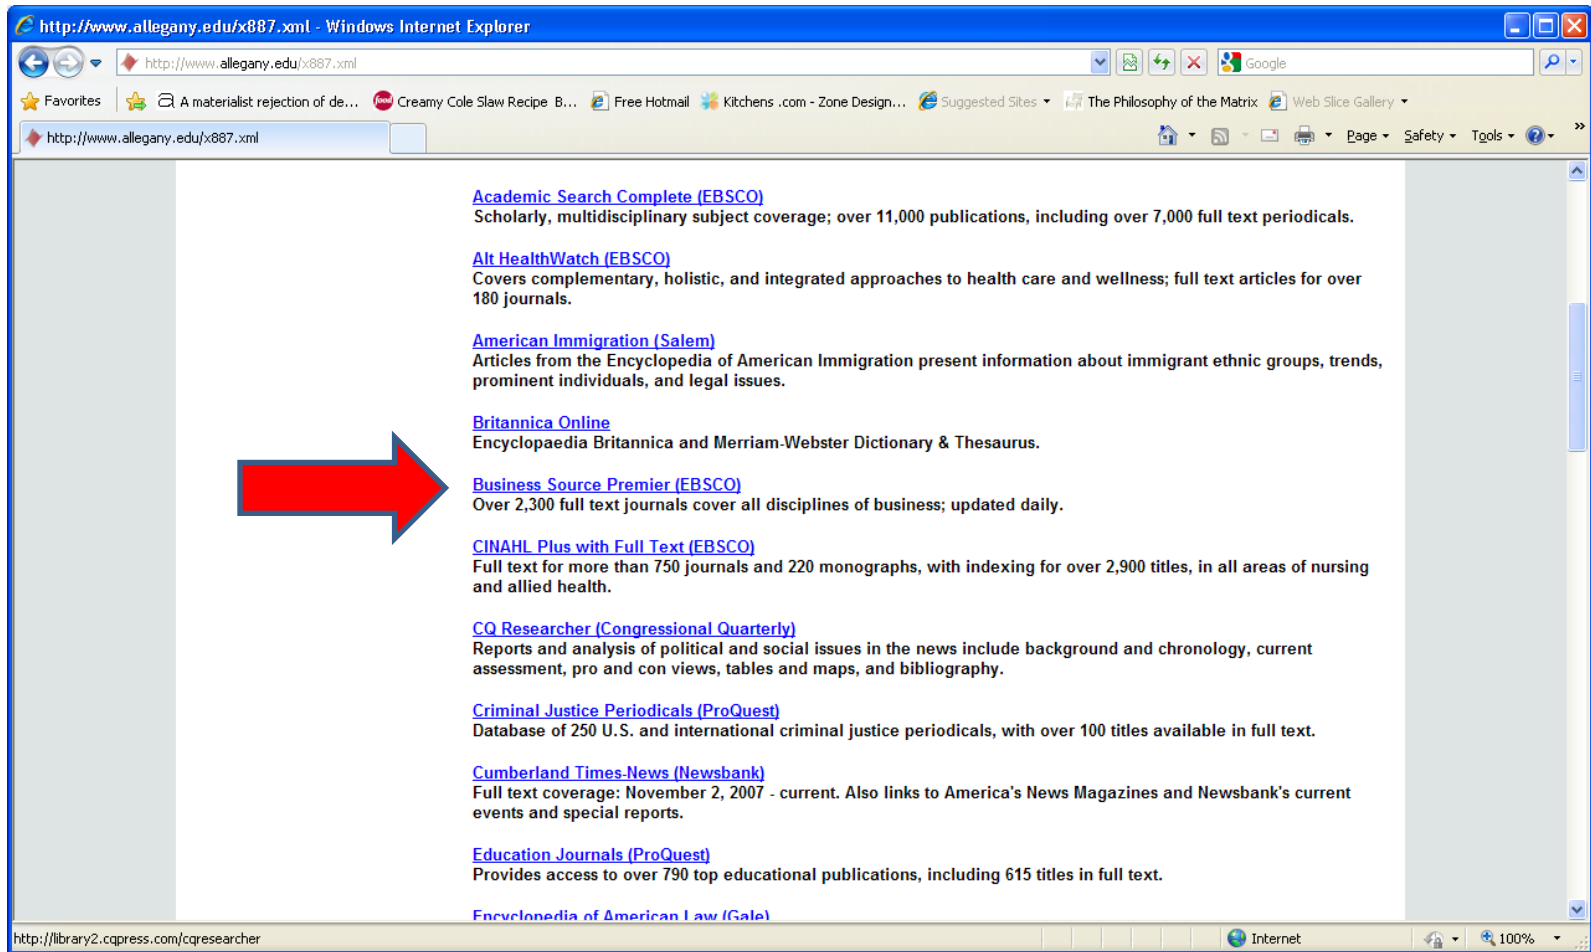 http://www.allegany.edu/x887.xml - Windows Internet Explorer
http://www.allegany.edu/x887.xml
Google
Favorites
A materialist rejection of de...
Creamy Cole Slaw Recipe B...
Free Hotmail
Kitchens .com - Zone Design...
Suggested Sites
The Philosophy of the Matrix
Web Slice Gallery
http://www.allegany.edu/x887.xml
Page
Safety
Tools
Academic Search Complete (EBSCO)
Scholarly, multidisciplinary subject coverage; over 11,000 publications, including over 7,000 full text periodicals.
Alt HealthWatch (EBSCO)
Covers complementary, holistic, and integrated approaches to health care and wellness; full text articles for over
180 journals.
American Immigration (Salem)
Articles from the Encyclopedia of American Immigration present information about immigrant ethnic groups, trends,
prominent individuals, and legal issues.
Britannica Online
Encyclopaedia Britannica and Merriam-Webster Dictionary & Thesaurus.
Business Source Premier (EBSCO)
Over 2,300 full text journals cover all disciplines of business; updated daily.
CINAHL Plus with Full Text (EBSCO)
Full text for more than 750 journals and 220 monographs, with indexing for over 2,900 titles, in all areas of nursing
and allied health.
CQ Researcher (Congressional Quarterly)
Reports and analysis of political and social issues in the news include background and chronology, current
assessment, pro and con views, tables and maps, and bibliography.
Criminal Justice Periodicals (ProQuest)
Database of 250 U.S. and international criminal justice periodicals, with over 100 titles available in full text.
Cumberland Times-News (Newsbank)
Full text coverage: November 2, 2007 - current. Also links to America's News Magazines and Newsbank's current
events and special reports.
Education Journals (ProQuest)
Provides access to over 790 top educational publications, including 615 titles in full text.
Encyclopedia of American Law (Gale)
http://library2.cqpress.com/cqresearcher
Internet
100%